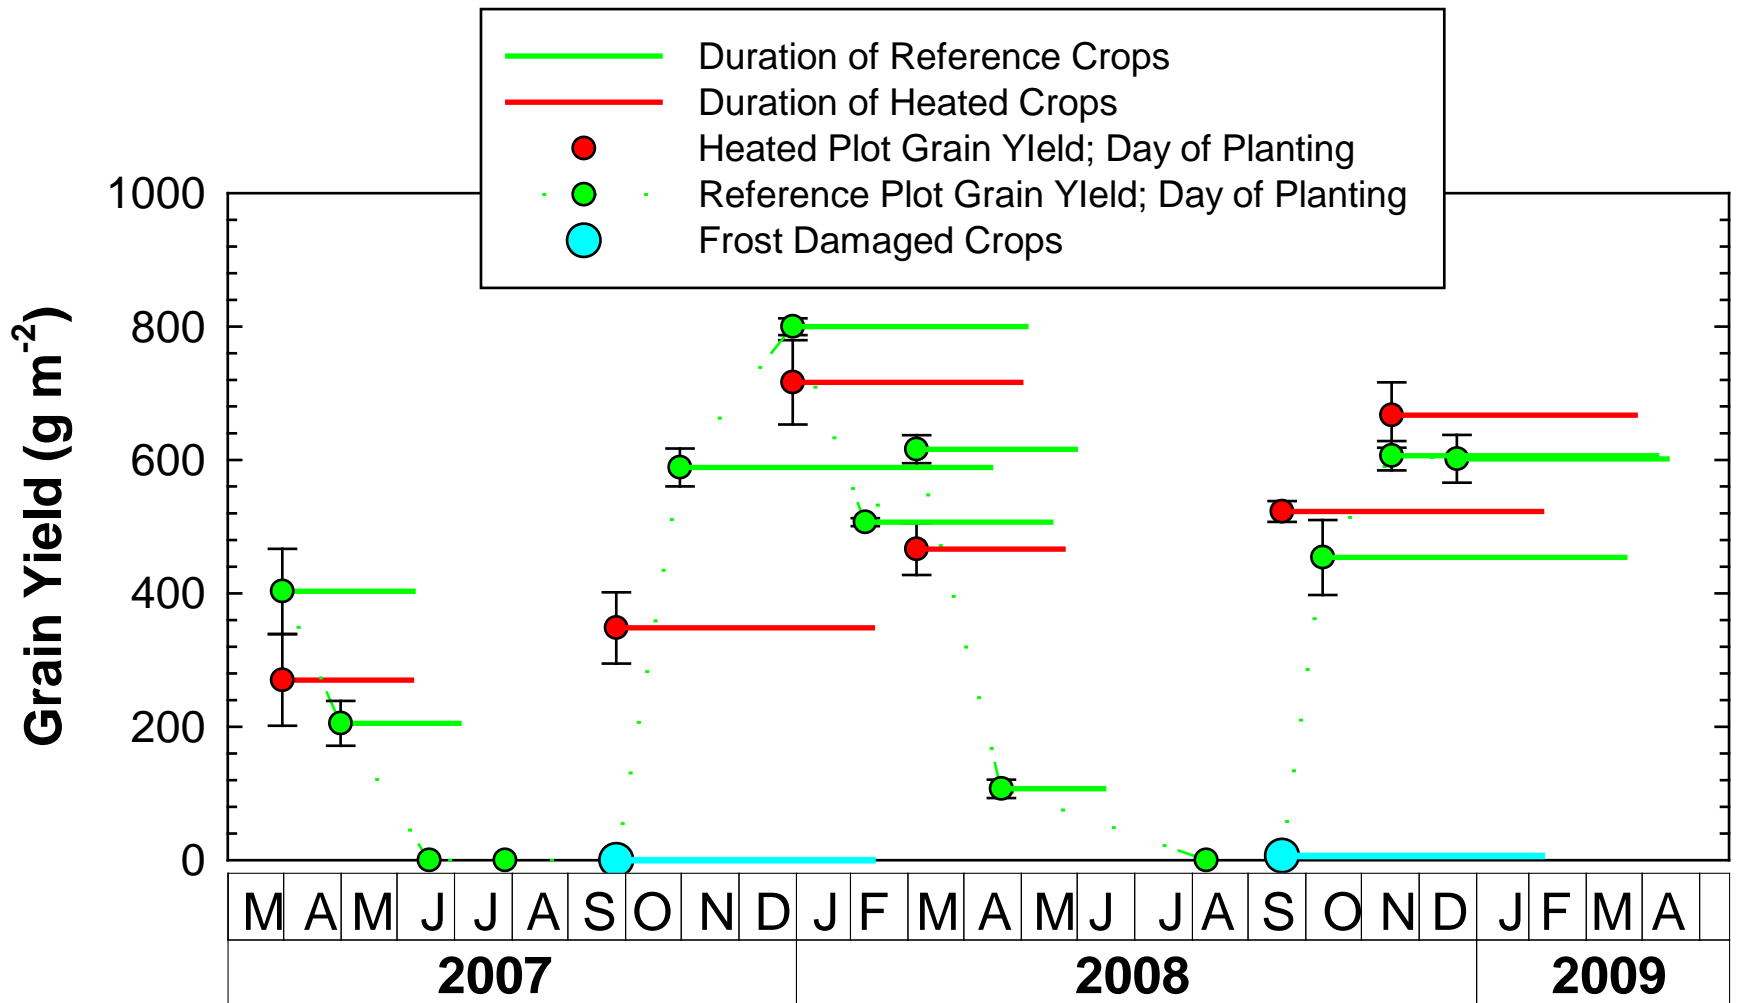 Duration of Reference Crops
Duration of Heated Crops
Heated Plot Grain YIeld; Day of Planting
Reference Plot Grain YIeld; Day of Planting
Frost Damaged Crops
Grain Yield (g m-2)
1000
800
600
400
200
0
M A M J J A S O N D J F M A M J J A S O N D J F M A
2007 2008 2009